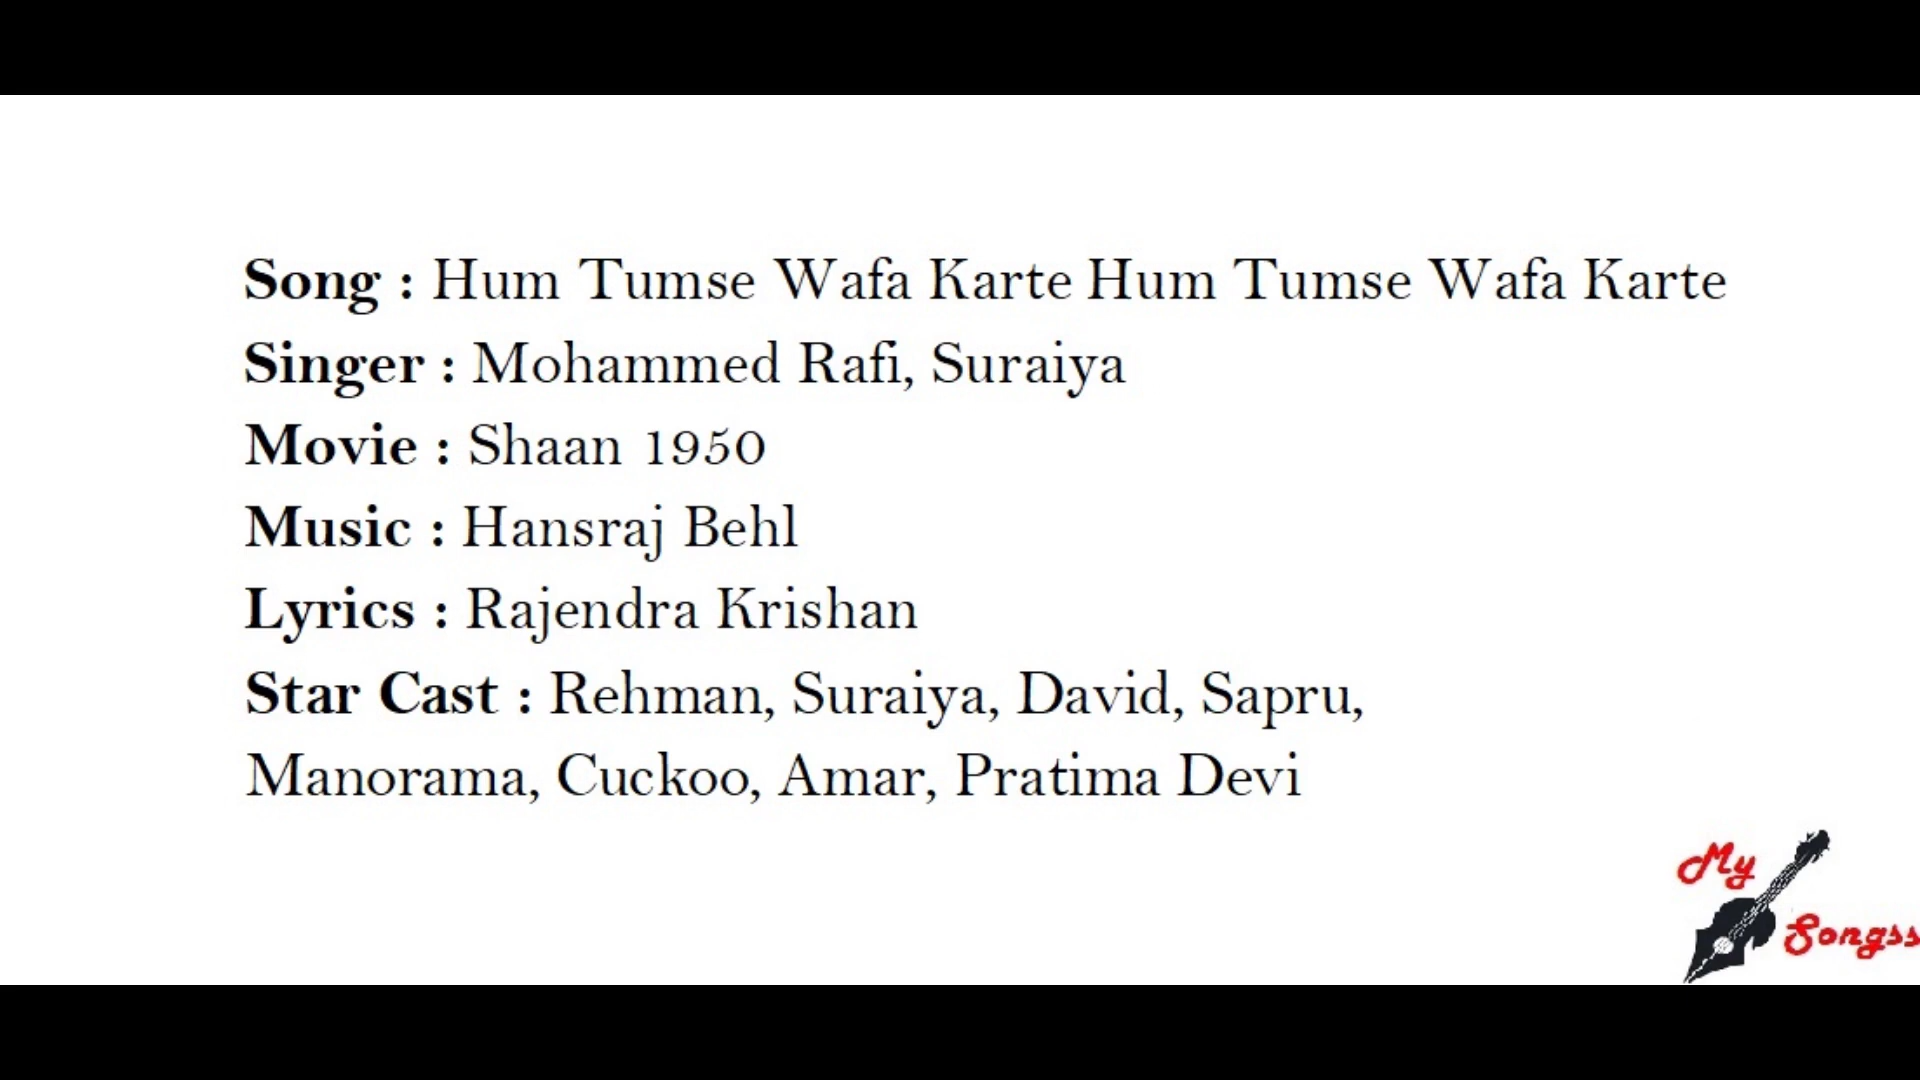 Song : Hum Tumse Wafa Karte Hum Tumse Wafa Karte
Singer : Mohammed Rafi, Suraiya
Movie : Shaan 1950
Music : Hansraj Behl
Lyrics : Rajendra Krishan
Star Cast : Rehman, Suraiya, David, Sapru,
Manorama, Cuckoo, Amar, Pratima Devi
My
Songss